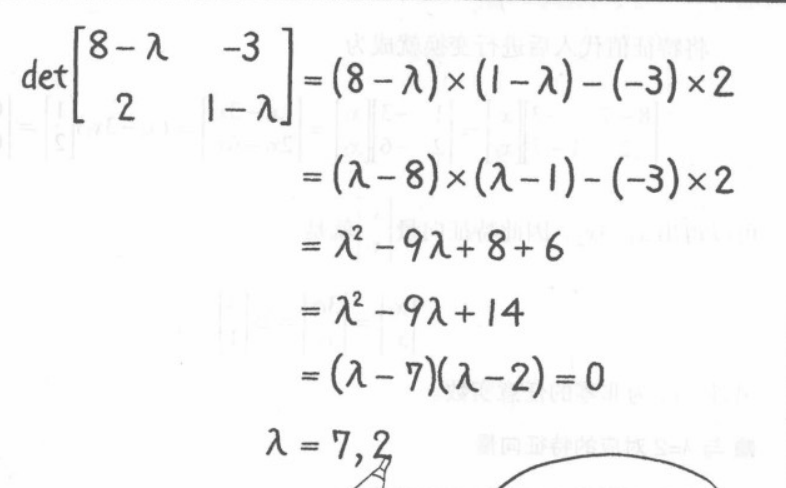 det[8-λ -3
2 1-λ] = (8-λ)×(1-λ)-(-3)×2
= (λ-8)×(λ-1)-(-3)×2
= λ²-9λ+8+6
= λ²-9λ+14
= (λ-7)(λ-2)=0
λ = 7, 2